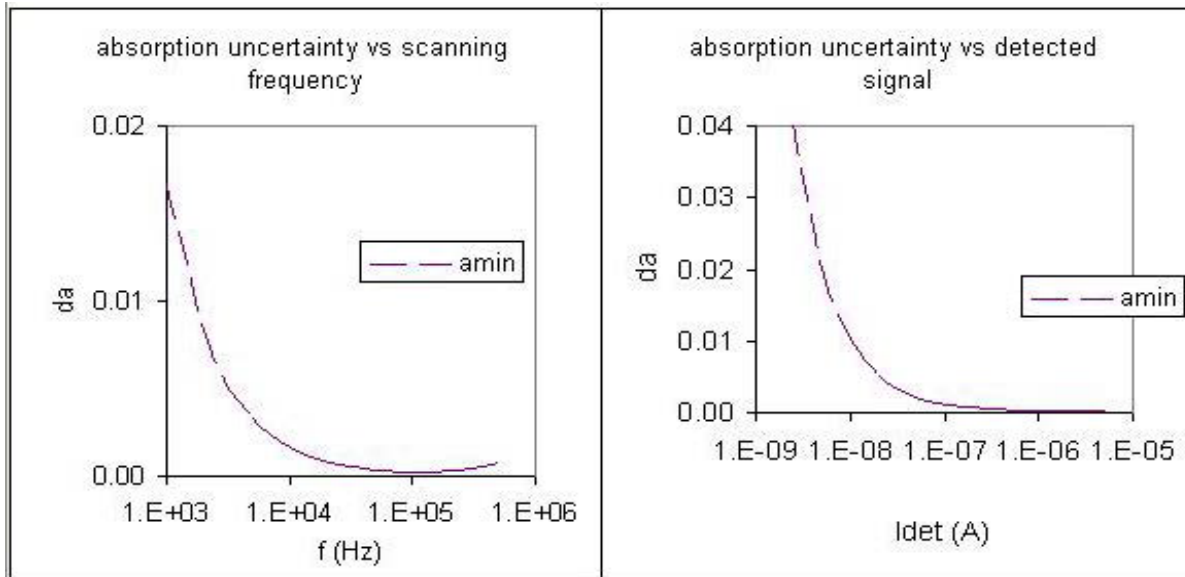 absorption uncertainty vs scanning
frequency
0.02
0.01
0.00
da
amin
1.E+03 1.E+04 1.E+05 1.E+06
f (Hz)
absorption uncertainty vs detected
signal
0.04
0.03
0.02
0.01
0.00
da
amin
1.E-09 1.E-08 1.E-07 1.E-06 1.E-05
Idet (A)